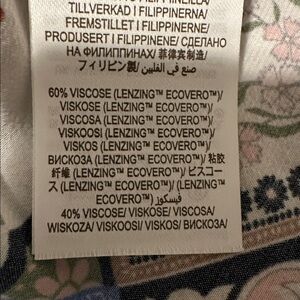 TILLVERKAD I FILIPPINERNA/
FREMSTILLET I FILIPPINERNE/
PRODUSERT I FILIPPINENE/ СДЕЛАНО
НА ФИЛИППИНАХ/ 菲律宾制造/
صنع في الفلبين/
フィリピン製/
60% VISCOSE (LENZING™ ECOVERO™)/
VISKOSE (LENZING™ ECOVERO™)/
VISCOSA (LENZING™ ECOVERO™)/
VISKOOSI (LENZING™ ECOVERO™)/
VISKOS (LENZING™ ECOVERO™)/
ВИСКОЗА (LENZING™ ECOVERO™)/ 粘胶
纤维 (LENZING™ ECOVERO™)/ ビスコー
ス (LENZING™ ECOVERO™)/ (LENZING™
ECOVERO™) فيسكوز/
40% VISCOSE/ VISKOSE/ VISCOSA/
WISKOZA/ VISKOOSI/ VISKOS/ ВИСКОЗА/